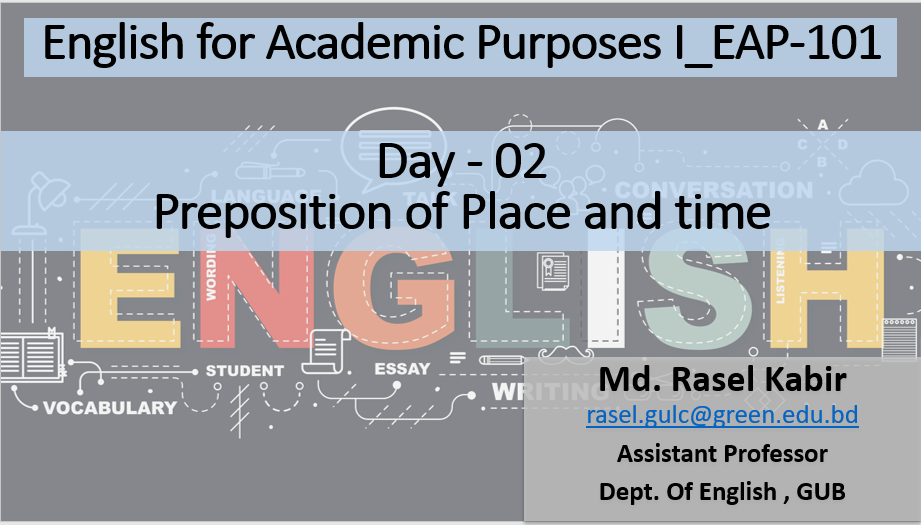 English for Academic Purposes I_EAP-101
Day - 02
Preposition of Place and time
LANGUAGE
TALK
CONVERSATION
A
C D
B
ENGLISH
WORDING
LISTENING
STUDENT
ESSAY
VOCABULARY
WRITING
Md. Rasel Kabir
rasel.gulc@green.edu.bd
Assistant Professor
Dept. Of English , GUB